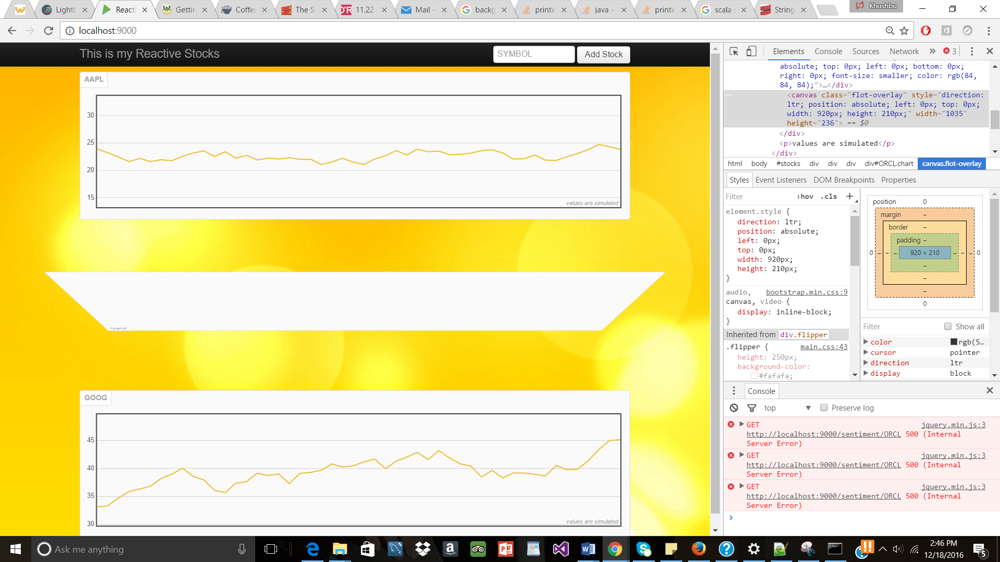 Lightb
Reacti
Gettin
Coffee
The S
11.22.
Mail -
backg
printin
java -
printin
scala
String
Khushbu
localhost:9000
This is my Reactive Stocks
SYMBOL
Add Stock
AAPL
30
25
20
15
values are simulated
ORCL
GOOG
45
40
35
30
values are simulated
Elements Console Sources Network » 3
absolute; top: 0px; left: 0px; bottom: 0px;
right: 0px; font-size: smaller; color: rgb(84,
84, 84);">…</div>
<canvas class="flot-overlay" style="direction:
ltr; position: absolute; left: 0px; top: 0px;
width: 920px; height: 210px;" width="1035"
height="236"> == $0
</div>
<p>values are simulated</p>
</div>
html body #stocks div div div div#ORCL.chart canvas.flot-overlay
Styles Event Listeners DOM Breakpoints Properties
Filter :hov .cls +
element.style {
direction: ltr;
position: absolute;
left: 0px;
top: 0px;
width: 920px;
height: 210px;
}
audio, bootstrap.min.css:9
canvas, video {
display: inline-block;
}
Inherited from div.flipper
.flipper { main.css:43
height: 250px;
background-color:
#fafafa;
position 0
margin –
border –
padding –
0 – – – 920 × 210 – – – 0
–
–
–
0
Filter Show all
color rgb(5…
cursor pointer
direction ltr
display block
Console
top Preserve log
GET jquery.min.js:3
http://localhost:9000/sentiment/ORCL 500 (Internal
Server Error)
GET jquery.min.js:3
http://localhost:9000/sentiment/ORCL 500 (Internal
Server Error)
GET jquery.min.js:3
http://localhost:9000/sentiment/ORCL 500 (Internal
Server Error)
Ask me anything
2:46 PM
12/18/2016
5